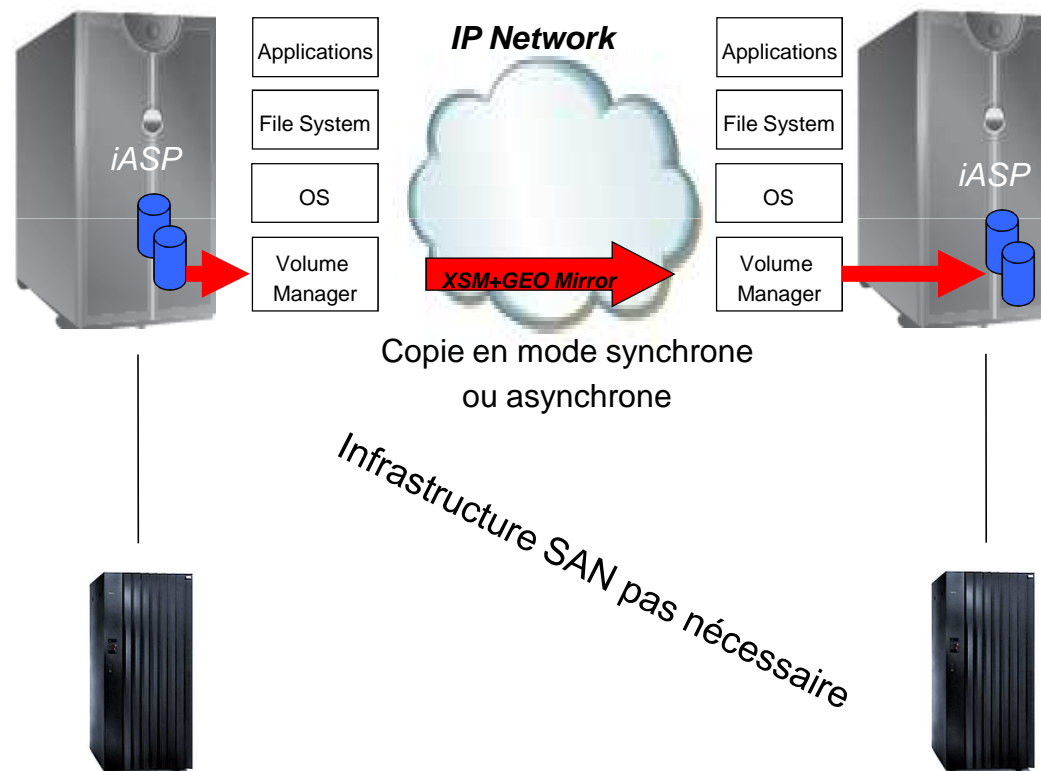 Applications
File System
OS
Volume
Manager
iASP
IP Network
XSM+GEO Mirror
Applications
File System
OS
Volume
Manager
iASP
Copie en mode synchrone
ou asynchrone
Infrastructure SAN pas nécessaire